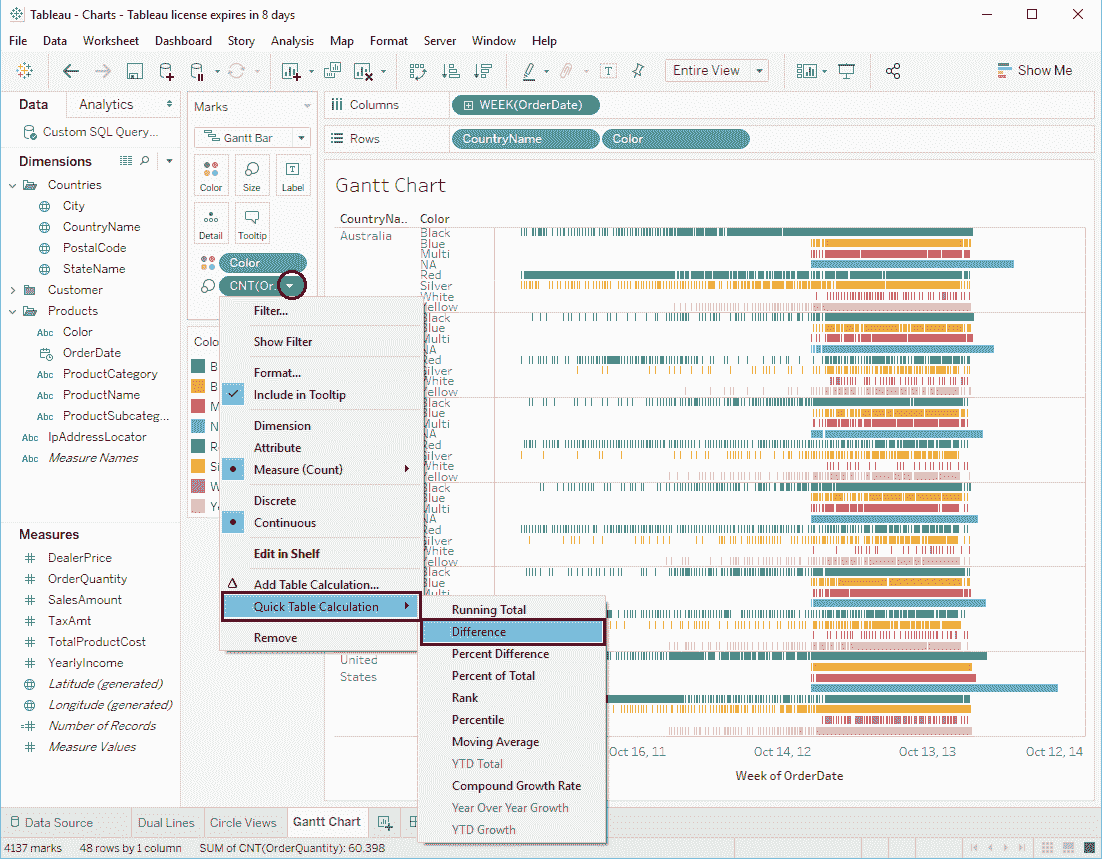 Tableau - Charts - Tableau license expires in 8 days
File Data Worksheet Dashboard Story Analysis Map Format Server Window Help
Entire View
Show Me
Data Analytics
Custom SQL Query...
Dimensions
Countries
City
CountryName
PostalCode
StateName
Customer
Products
Abc Color
OrderDate
Abc ProductCategory
Abc ProductName
Abc ProductSubcateg...
Abc IpAddressLocator
Abc Measure Names
Measures
DealerPrice
OrderQuantity
SalesAmount
TaxAmt
TotalProductCost
YearlyIncome
Latitude (generated)
Longitude (generated)
Number of Records
Measure Values
Marks
Gantt Bar
Color Size Label
Detail Tooltip
Color
CNT(Or..
Colo
B
B
M
N
R
Si
W
Ye
Columns WEEK(OrderDate)
Rows CountryName Color
Gantt Chart
CountryNa.. Color
Australia
Black
Blue
Multi
NA
Red
Silver
White
Yellow
Black
Blue
Multi
NA
Red
Silver
White
Yellow
Black
Blue
Multi
NA
Red
Silver
White
Yellow
Black
Blue
Multi
NA
Red
Silver
White
Yellow
Black
United
States
Oct 16, 11 Oct 14, 12 Oct 13, 13 Oct 12, 14
Week of OrderDate
Filter...
Show Filter
Format...
Include in Tooltip
Dimension
Attribute
Measure (Count)
Discrete
Continuous
Edit in Shelf
Add Table Calculation...
Quick Table Calculation
Remove
Running Total
Difference
Percent Difference
Percent of Total
Rank
Percentile
Moving Average
YTD Total
Compound Growth Rate
Year Over Year Growth
YTD Growth
Data Source Dual Lines Circle Views Gantt Chart
4137 marks 48 rows by 1 column SUM of CNT(OrderQuantity): 60.398